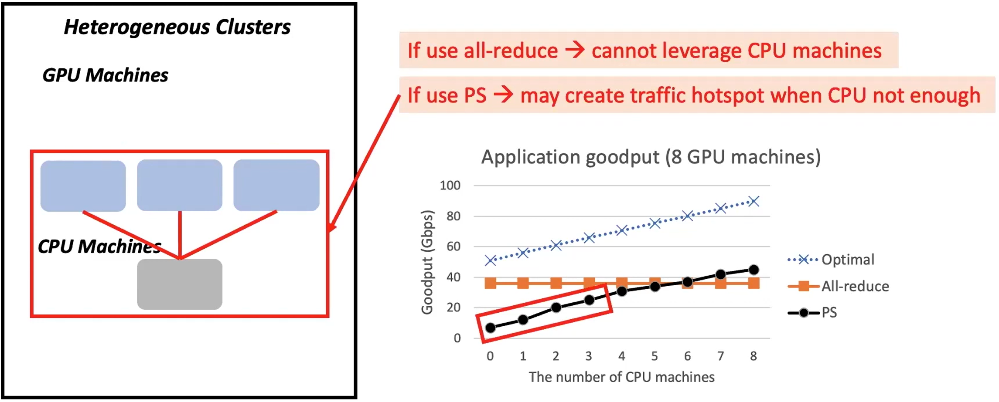 Heterogeneous Clusters
GPU Machines
CPU Machines
If use all-reduce → cannot leverage CPU machines
If use PS → may create traffic hotspot when CPU not enough
Application goodput (8 GPU machines)
Goodput (Gbps)
100
80
60
40
20
0
0 1 2 3 4 5 6 7 8
The number of CPU machines
Optimal
All-reduce
PS